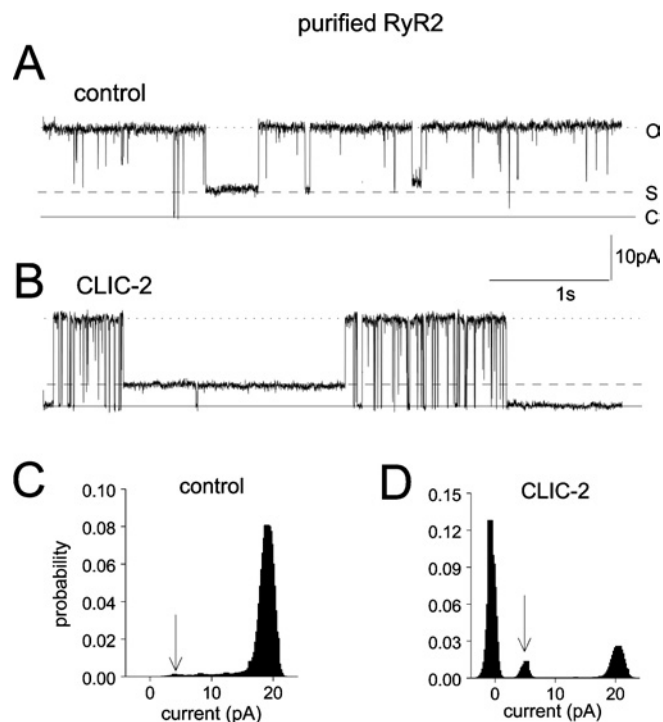 purified RyR2
A
control
O
S
C
10pA
1s
B
CLIC-2
C
control
D
CLIC-2
probability
0.10
0.08
0.06
0.04
0.02
0.00
0 10 20
current (pA)
0.15
0.12
0.09
0.06
0.03
0.00
0 20
current (pA)